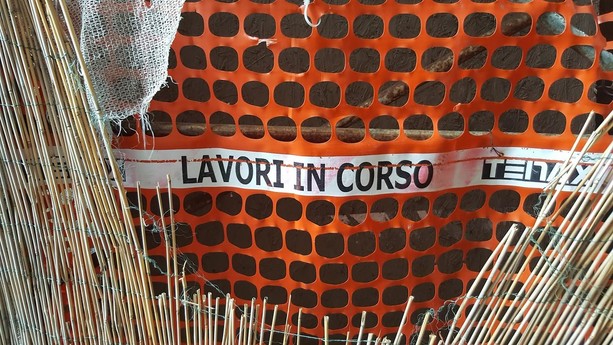 LAVORI IN CORSO TENAX